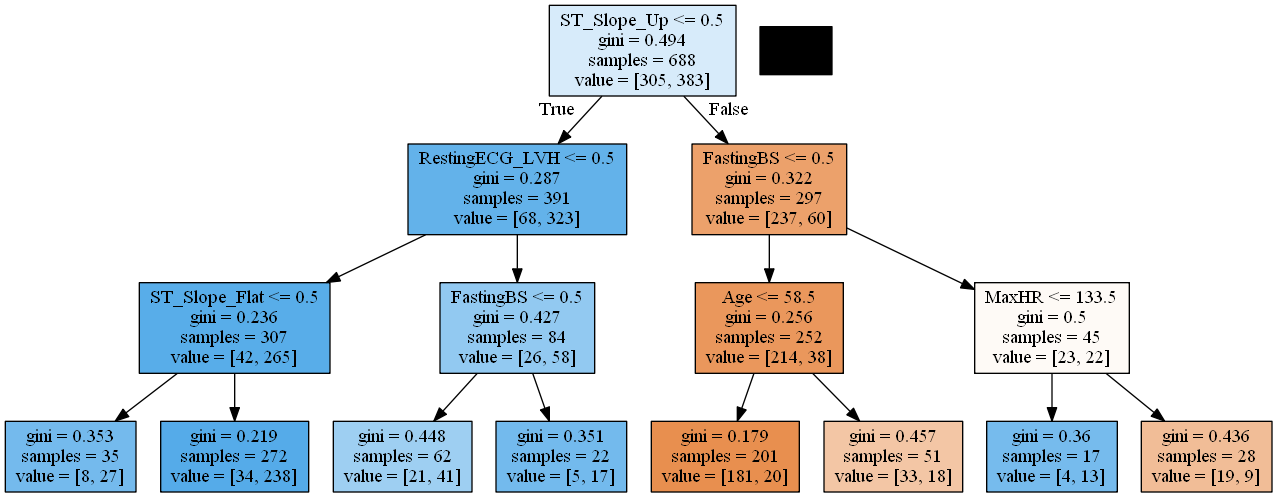 ST_Slope_Up <= 0.5
gini = 0.494
samples = 688
value = [305, 383]
True
False
RestingECG_LVH <= 0.5
gini = 0.287
samples = 391
value = [68, 323]
FastingBS <= 0.5
gini = 0.322
samples = 297
value = [237, 60]
ST_Slope_Flat <= 0.5
gini = 0.236
samples = 307
value = [42, 265]
FastingBS <= 0.5
gini = 0.427
samples = 84
value = [26, 58]
Age <= 58.5
gini = 0.256
samples = 252
value = [214, 38]
MaxHR <= 133.5
gini = 0.5
samples = 45
value = [23, 22]
gini = 0.353
samples = 35
value = [8, 27]
gini = 0.219
samples = 272
value = [34, 238]
gini = 0.448
samples = 62
value = [21, 41]
gini = 0.351
samples = 22
value = [5, 17]
gini = 0.179
samples = 201
value = [181, 20]
gini = 0.457
samples = 51
value = [33, 18]
gini = 0.36
samples = 17
value = [4, 13]
gini = 0.436
samples = 28
value = [19, 9]